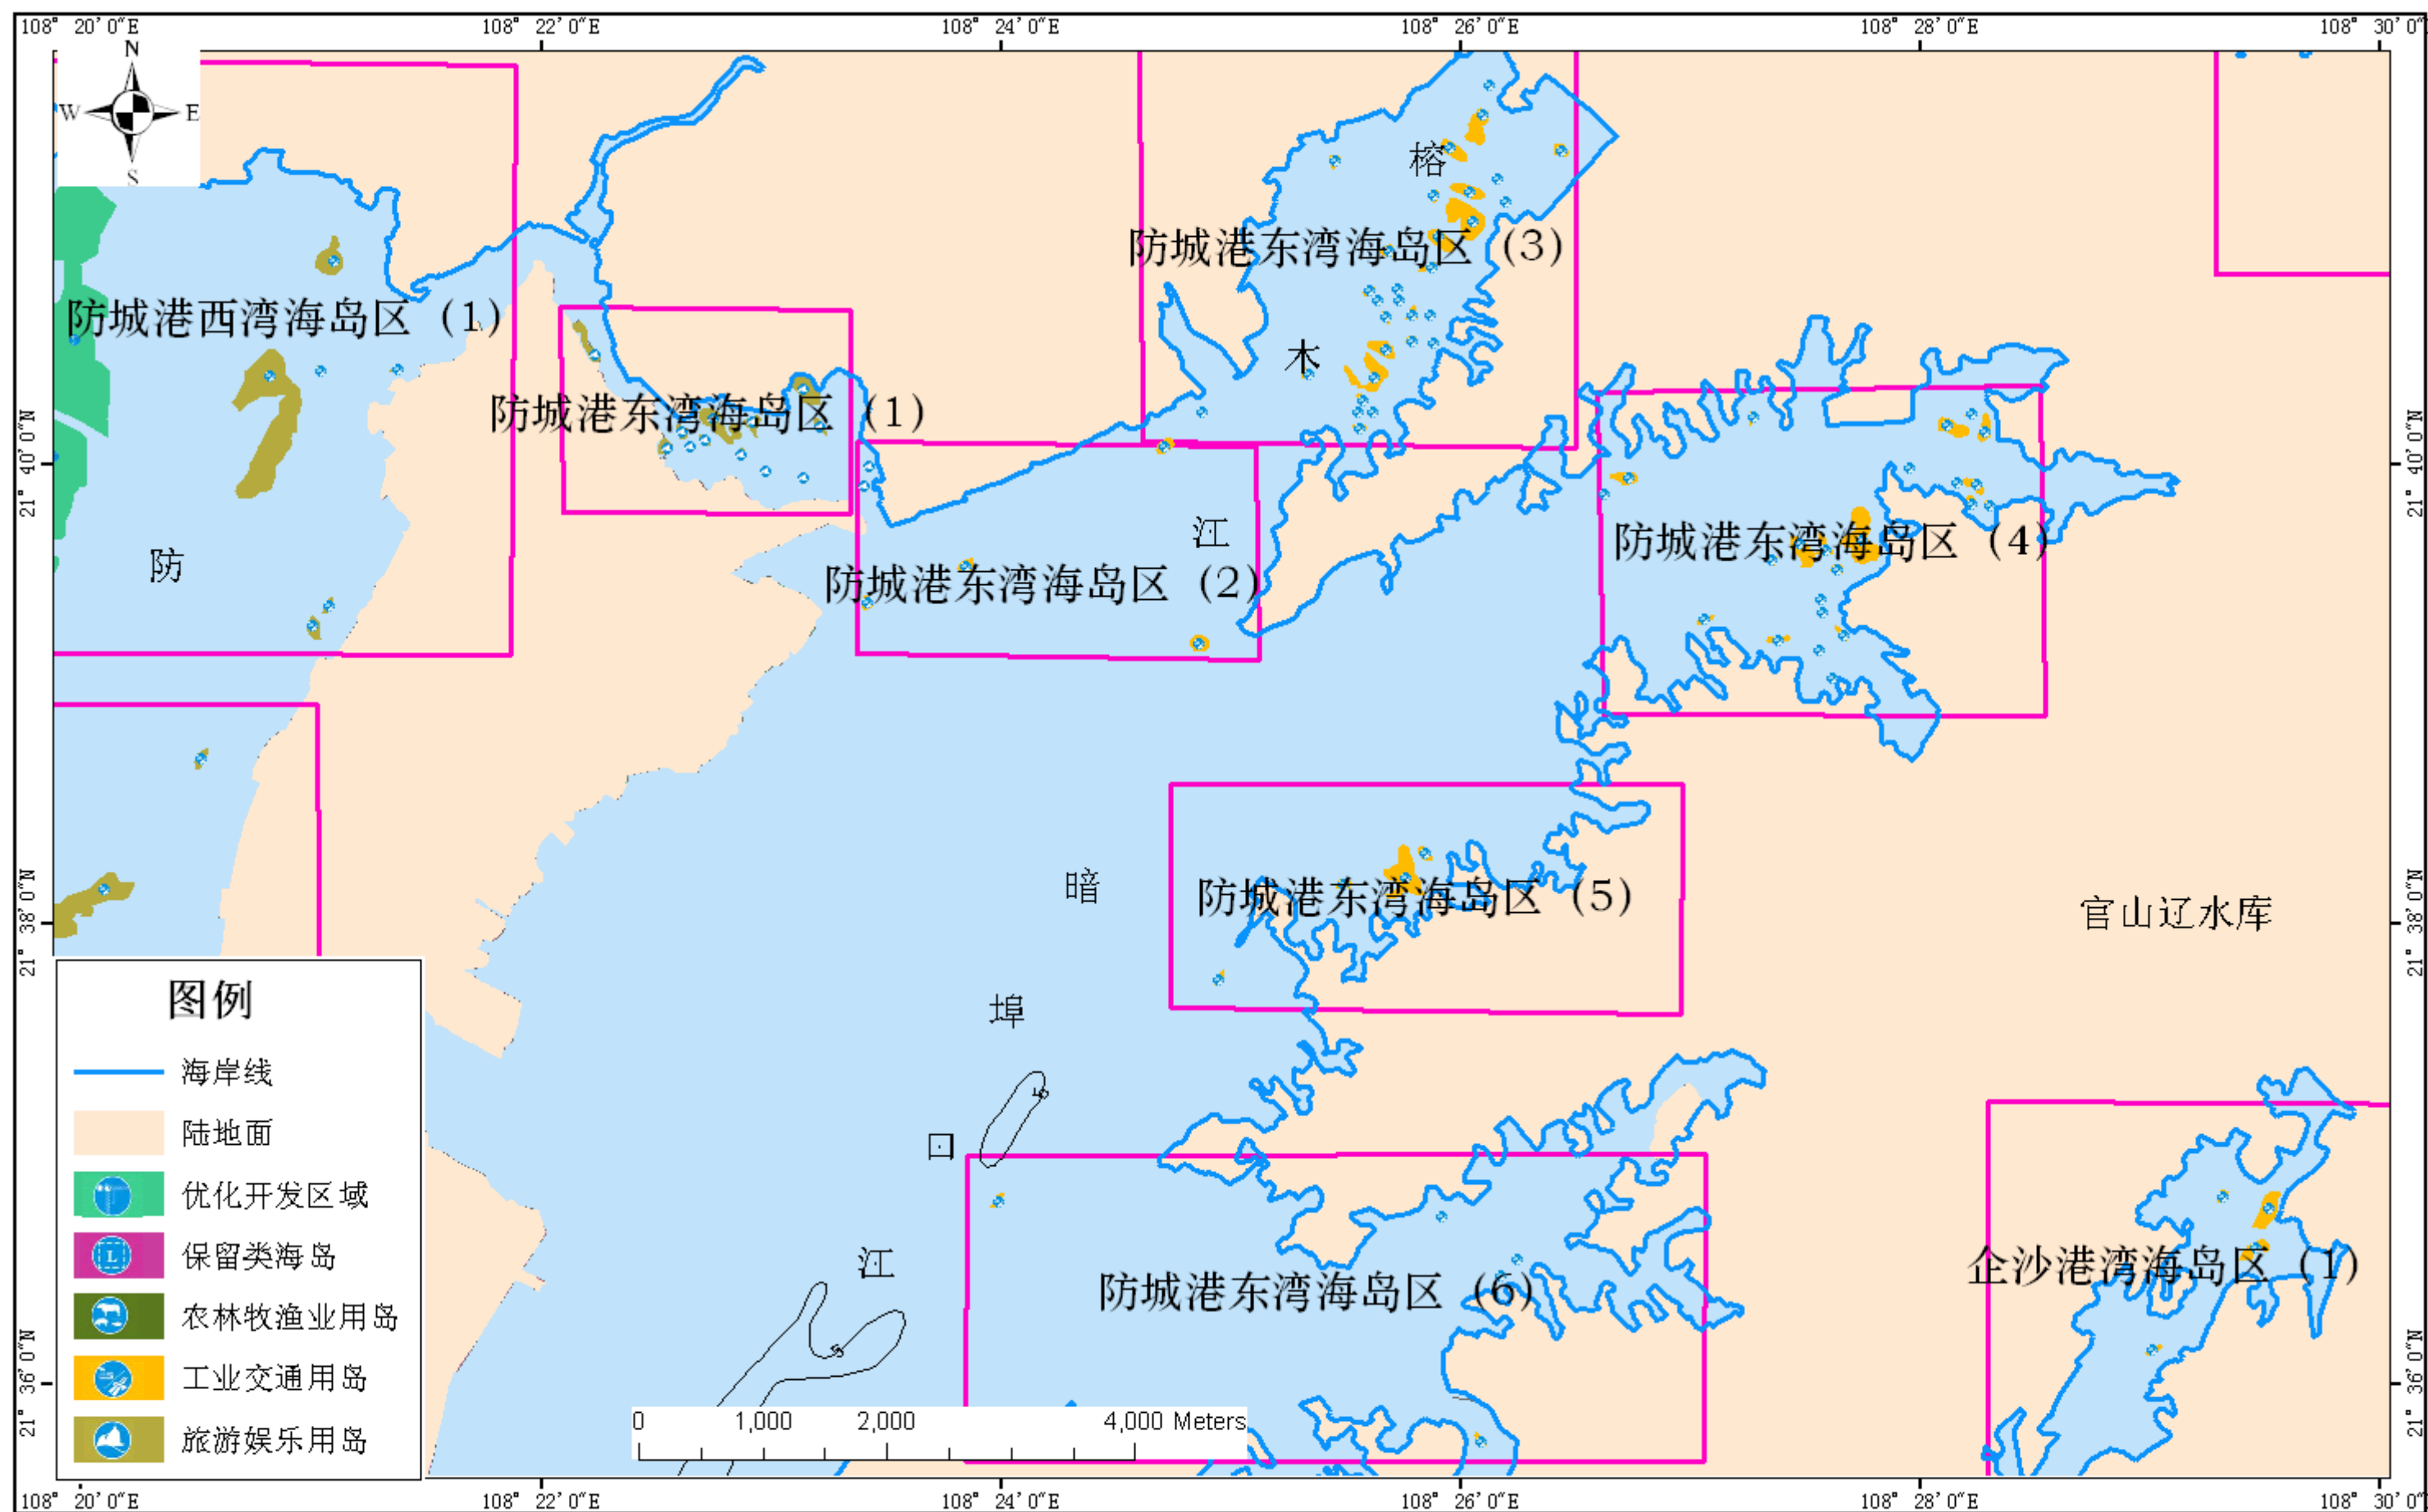 108° 20′ 0″E 108° 22′ 0″E 108° 24′ 0″E 108° 26′ 0″E 108° 28′ 0″E 108° 30′ 0″E
N
W E
S
榕
防城港东湾海岛区 (3)
防城港西湾海岛区 (1)
木
防城港东湾海岛区 (1)
21° 40′ 0″N
21° 40′ 0″N
江
防城港东湾海岛区 (4)
防
防城港东湾海岛区 (2)
暗
防城港东湾海岛区 (5)
官山辽水库
21° 38′ 0″N
21° 38′ 0″N
埠
口
江
防城港东湾海岛区 (6)
企沙港湾海岛区 (1)
21° 36′ 0″N
21° 36′ 0″N
图例
海岸线
陆地面
优化开发区域
L 保留类海岛
农林牧渔业用岛
工业交通用岛
旅游娱乐用岛
0 1,000 2,000 4,000 Meters
108° 20′ 0″E 108° 22′ 0″E 108° 24′ 0″E 108° 26′ 0″E 108° 28′ 0″E 108° 30′ 0″E